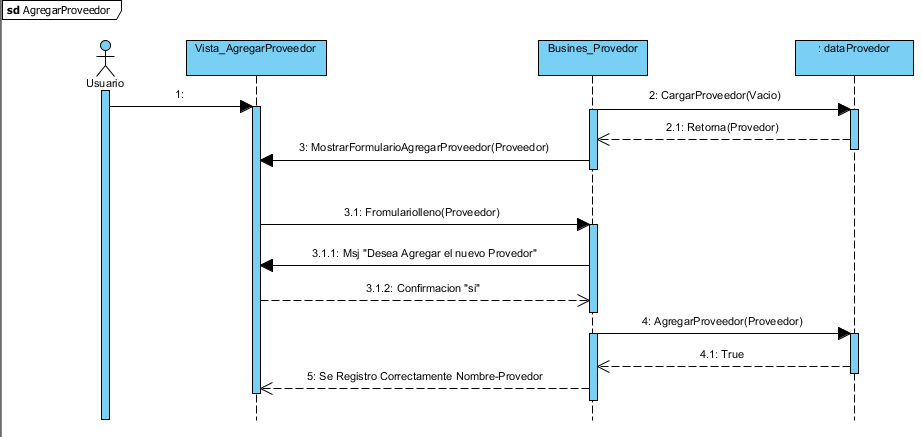 sd AgregarProveedor
Vista_AgregarProveedor
Busines_Provedor
: dataProvedor
Usuario
1:
2: CargarProveedor(Vacio)
2.1: Retorna(Provedor)
3: MostrarFormularioAgregarProveedor(Proveedor)
3.1: Fromulariolleno(Proveedor)
3.1.1: Msj "Desea Agregar el nuevo Provedor"
3.1.2: Confirmacion "si"
4: AgregarProveedor(Proveedor)
4.1: True
5: Se Registro Correctamente Nombre-Provedor